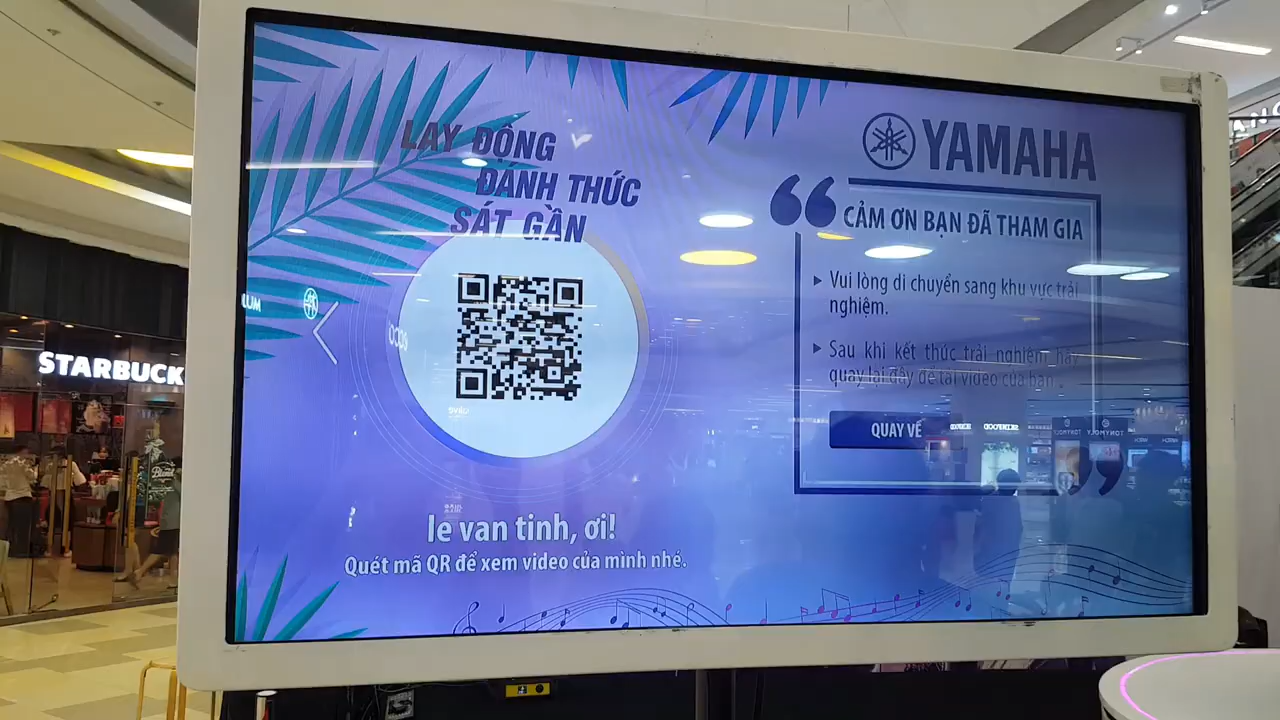 LAY ĐỘNG
ĐÁNH THỨC
SÁT GẦN
le van tinh, ơi!
Quét mã QR để xem video của mình nhé.
YAMAHA
CẢM ƠN BẠN ĐÃ THAM GIA
▸ Vui lòng di chuyển sang khu vực trải
nghiệm.
▸ Sau khi kết thúc trải nghiệm hãy
quay lại đây để tải video của bạn.
QUAY VỀ
STARBUCK
TONYMOLY
Blend